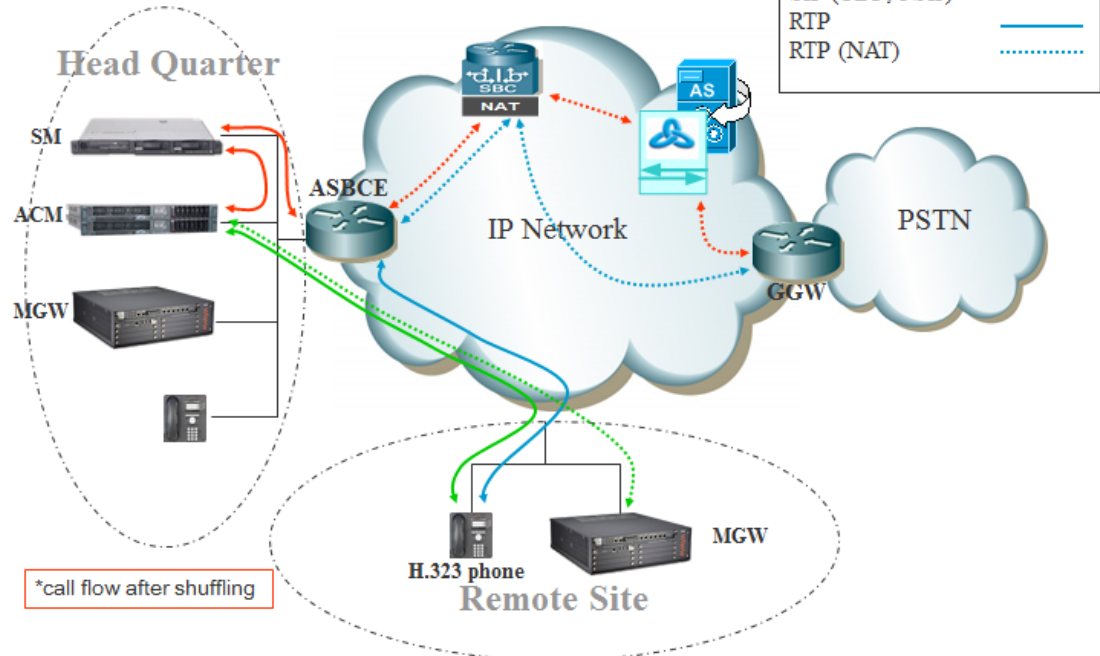 RTP
RTP (NAT)
Head Quarter
SM
ACM
MGW
ASBCE
SBC
NAT
AS
IP Network
PSTN
GGW
MGW
H.323 phone
Remote Site
*call flow after shuffling